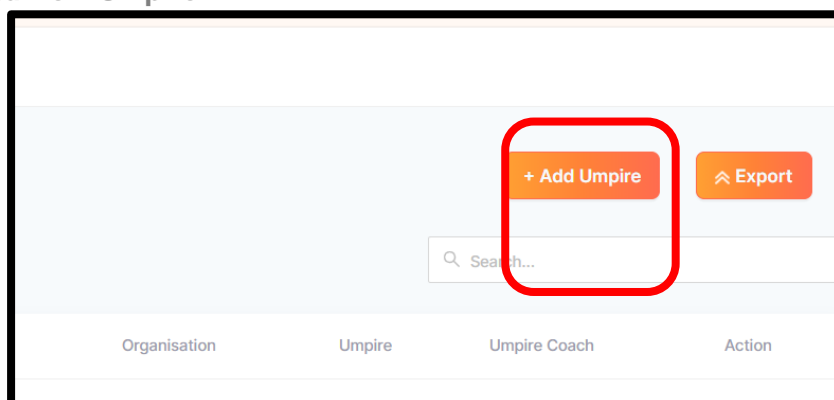 + Add Umpire
Export
Search...
Organisation Umpire Umpire Coach Action